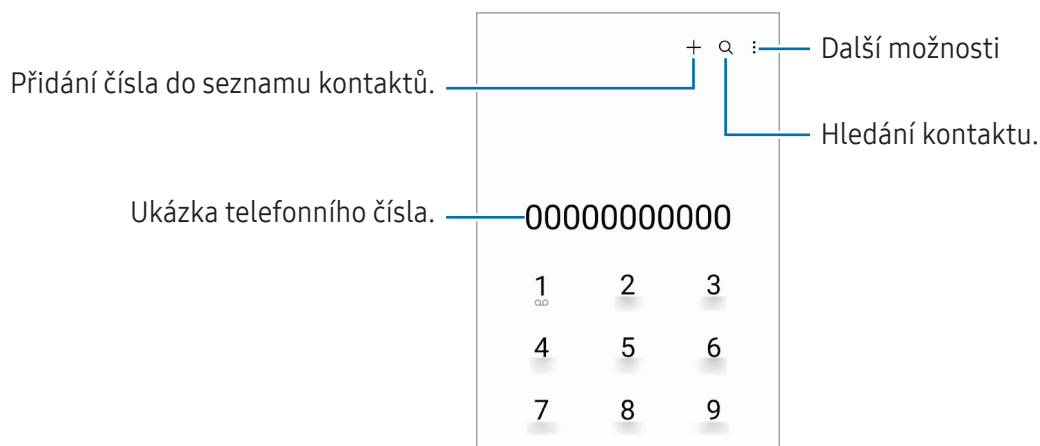 Další možnosti
Přidání čísla do seznamu kontaktů.
Hledání kontaktu.
Ukázka telefonního čísla.
00000000000
1 2 3
4 5 6
7 8 9